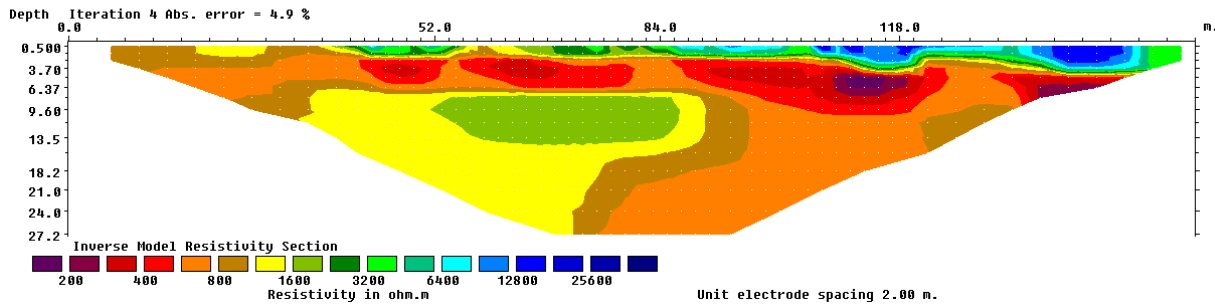 Depth Iteration 4 Abs. error = 4.9 %
0.0 52.0 84.0 118.0 m.
0.500
3.70
6.37
9.60
13.5
18.2
21.0
24.0
27.2
Inverse Model Resistivity Section
200 400 800 1600 3200 6400 12800 25600
Resistivity in ohm.m Unit electrode spacing 2.00 m.